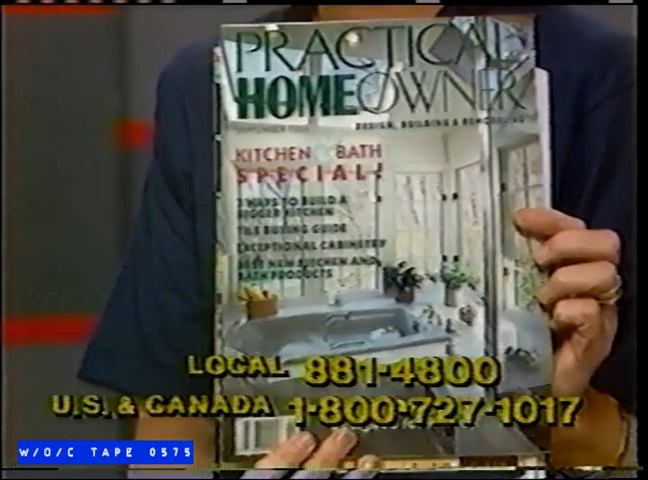 PRACTICAL
HOMEOWNER
DESIGN, BUILDING & REMODELING
KITCHEN & BATH
SPECIAL!
3 WAYS TO BUILD A
BIGGER KITCHEN
TILE BUYING GUIDE
EXCEPTIONAL CABINETRY
BEST NEW KITCHEN AND
BATH PRODUCTS
LOCAL 881-4800
U.S. & CANADA 1-800-727-1017
W/O/C TAPE 0575